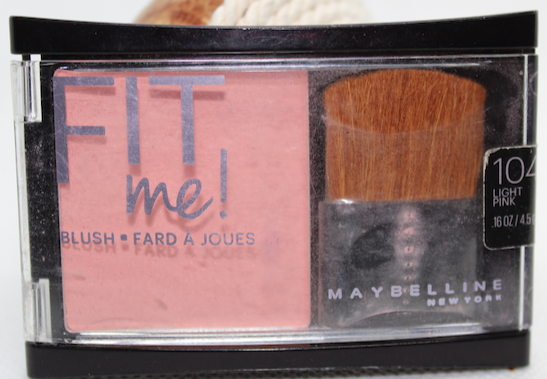 FIT
me!
BLUSH ▪ FARD À JOUES
104
LIGHT
PINK
.16 OZ / 4.5
MAYBELLINE
NEW YORK